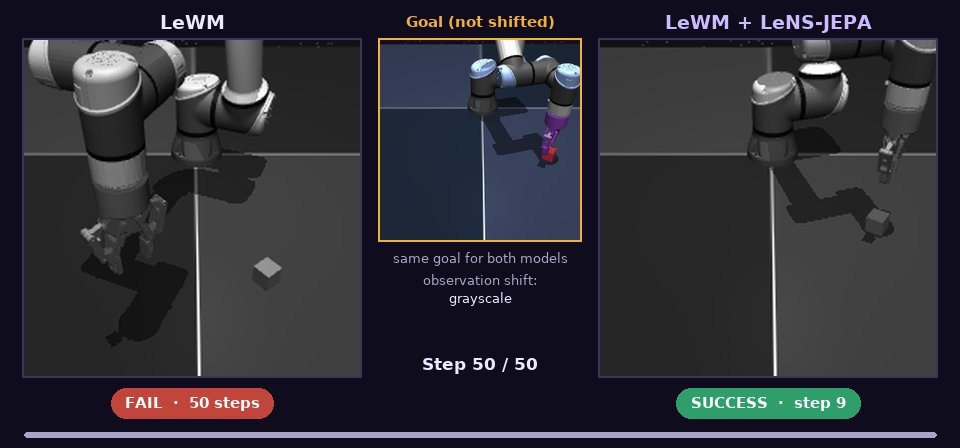 LeWM
Goal (not shifted)
LeWM + LeNS-JEPA
same goal for both models
observation shift:
grayscale
Step 50 / 50
FAIL · 50 steps
SUCCESS · step 9